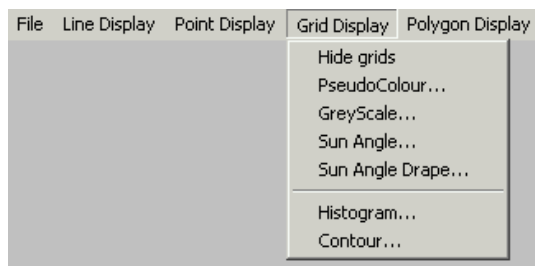 File Line Display Point Display Grid Display Polygon Display
Hide grids
PseudoColour...
GreyScale...
Sun Angle...
Sun Angle Drape...
Histogram...
Contour...